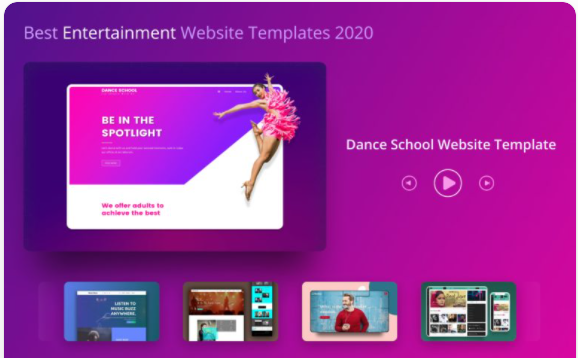 Best Entertainment Website Templates 2020
DANCE SCHOOL
BE IN THE
SPOTLIGHT
We offer adults to
achieve the best
Dance School Website Template
LISTEN TO
MUSIC BUZZ
ANYWHERE.